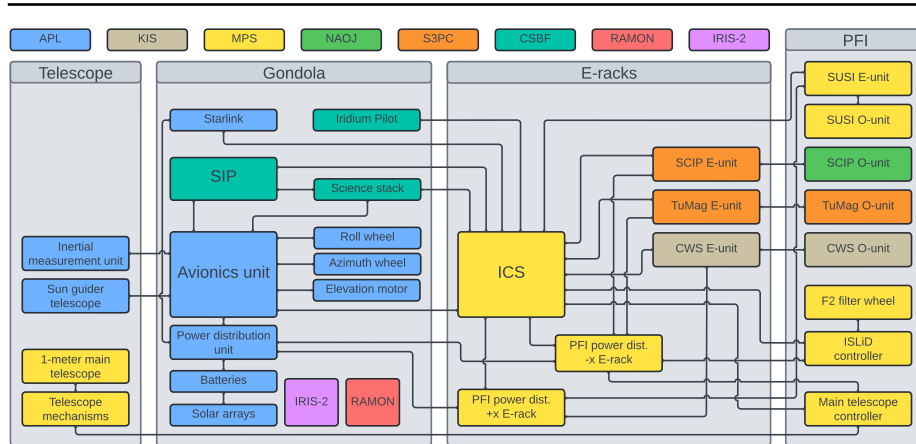 APL
KIS
MPS
NAOJ
S3PC
CSBF
RAMON
IRIS-2
PFI
Telescope
Gondola
E-racks
SUSI E-unit
SUSI O-unit
Starlink
Iridium Pilot
SIP
Science stack
SCIP E-unit
SCIP O-unit
TuMag E-unit
TuMag O-unit
Inertial
measurement unit
Sun guider
telescope
Avionics unit
Roll wheel
Azimuth wheel
Elevation motor
ICS
CWS E-unit
CWS O-unit
F2 filter wheel
Power distribution
unit
PFI power dist.
-x E-rack
ISLiD
controller
1-meter main
telescope
Batteries
Telescope
mechanisms
Solar arrays
IRIS-2
RAMON
PFI power dist.
+x E-rack
Main telescope
controller